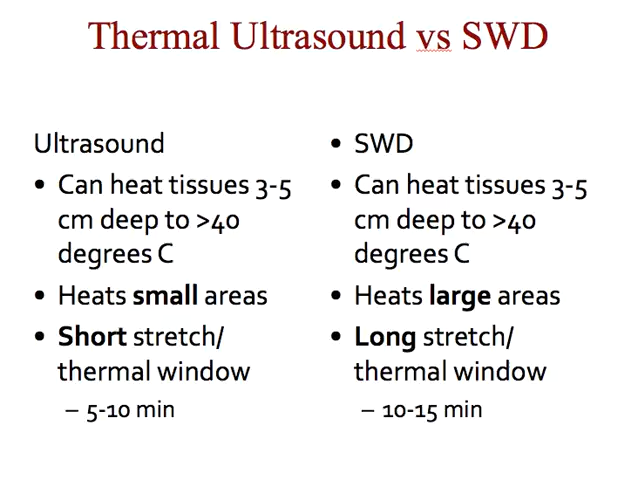 Thermal Ultrasound vs SWD
Ultrasound
• Can heat tissues 3-5
cm deep to >40
degrees C
• Heats small areas
• Short stretch/
thermal window
– 5-10 min
• SWD
• Can heat tissues 3-5
cm deep to >40
degrees C
• Heats large areas
• Long stretch/
thermal window
– 10-15 min